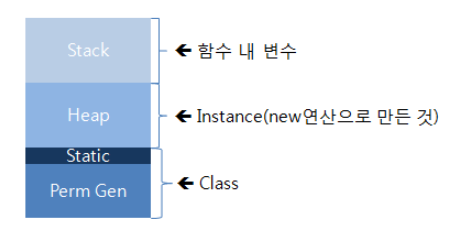 Stack
🡸 함수 내 변수
Heap
🡸 Instance(new연산으로 만든 것)
Static
Perm Gen
🡸 Class